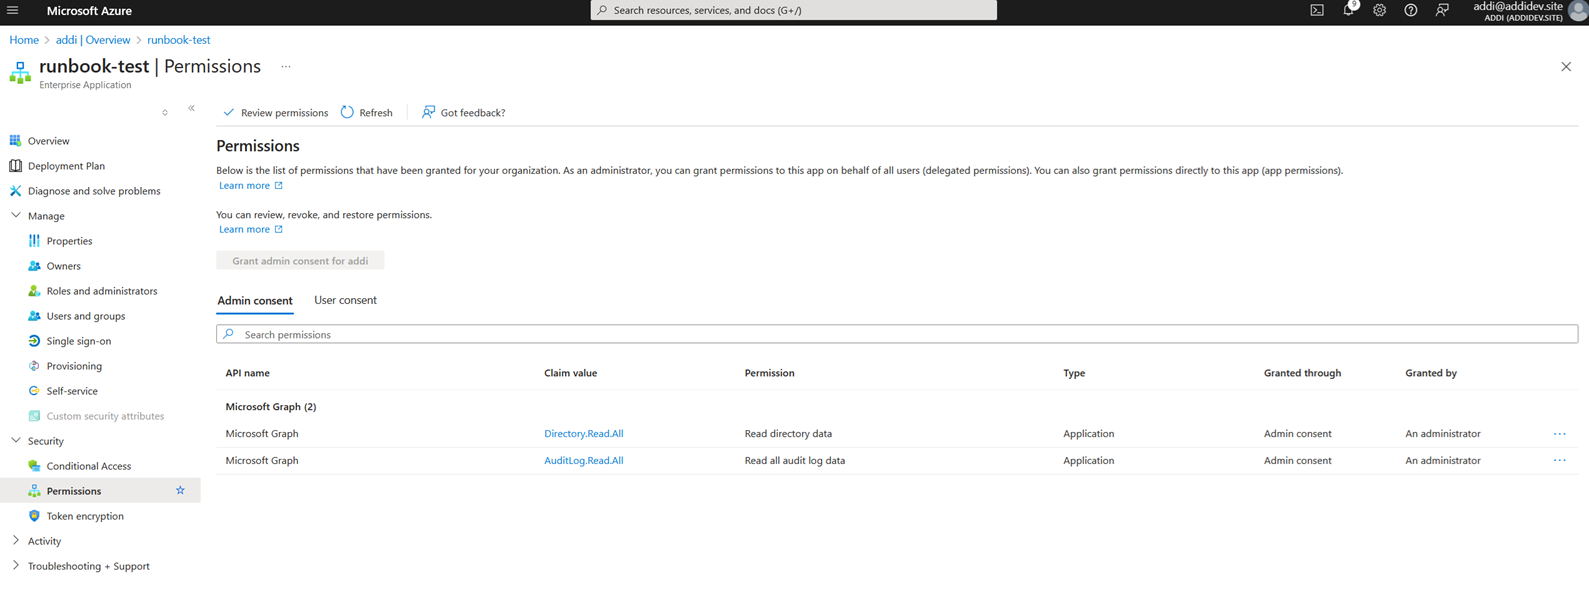 Microsoft Azure
Search resources, services, and docs (G+/)
9
addi@addidev.site
ADDI (ADDIDEV.SITE)
Home > addi | Overview > runbook-test
runbook-test | Permissions ...
Enterprise Application
Overview
Deployment Plan
Diagnose and solve problems
Manage
Properties
Owners
Roles and administrators
Users and groups
Single sign-on
Provisioning
Self-service
Custom security attributes
Security
Conditional Access
Permissions
Token encryption
Activity
Troubleshooting + Support
Review permissions Refresh Got feedback?
Permissions
Below is the list of permissions that have been granted for your organization. As an administrator, you can grant permissions to this app on behalf of all users (delegated permissions). You can also grant permissions directly to this app (app permissions).
Learn more
You can review, revoke, and restore permissions.
Learn more
Grant admin consent for addi
Admin consent User consent
Search permissions
API name Claim value Permission Type Granted through Granted by
Microsoft Graph (2)
Microsoft Graph Directory.Read.All Read directory data Application Admin consent An administrator ...
Microsoft Graph AuditLog.Read.All Read all audit log data Application Admin consent An administrator ...